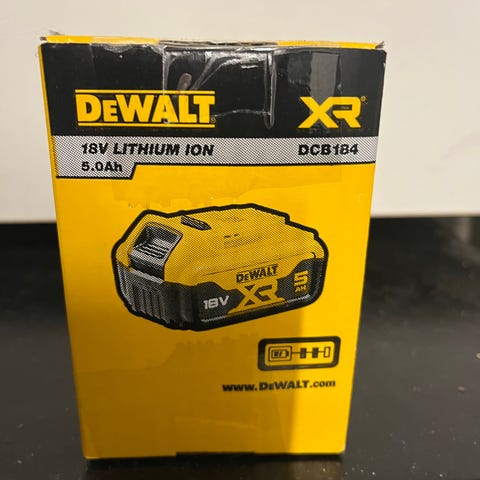 DEWALT XR
18V LITHIUM ION DCB184
5.0Ah
DEWALT
18V XR 5 AH
www.DEWALT.com